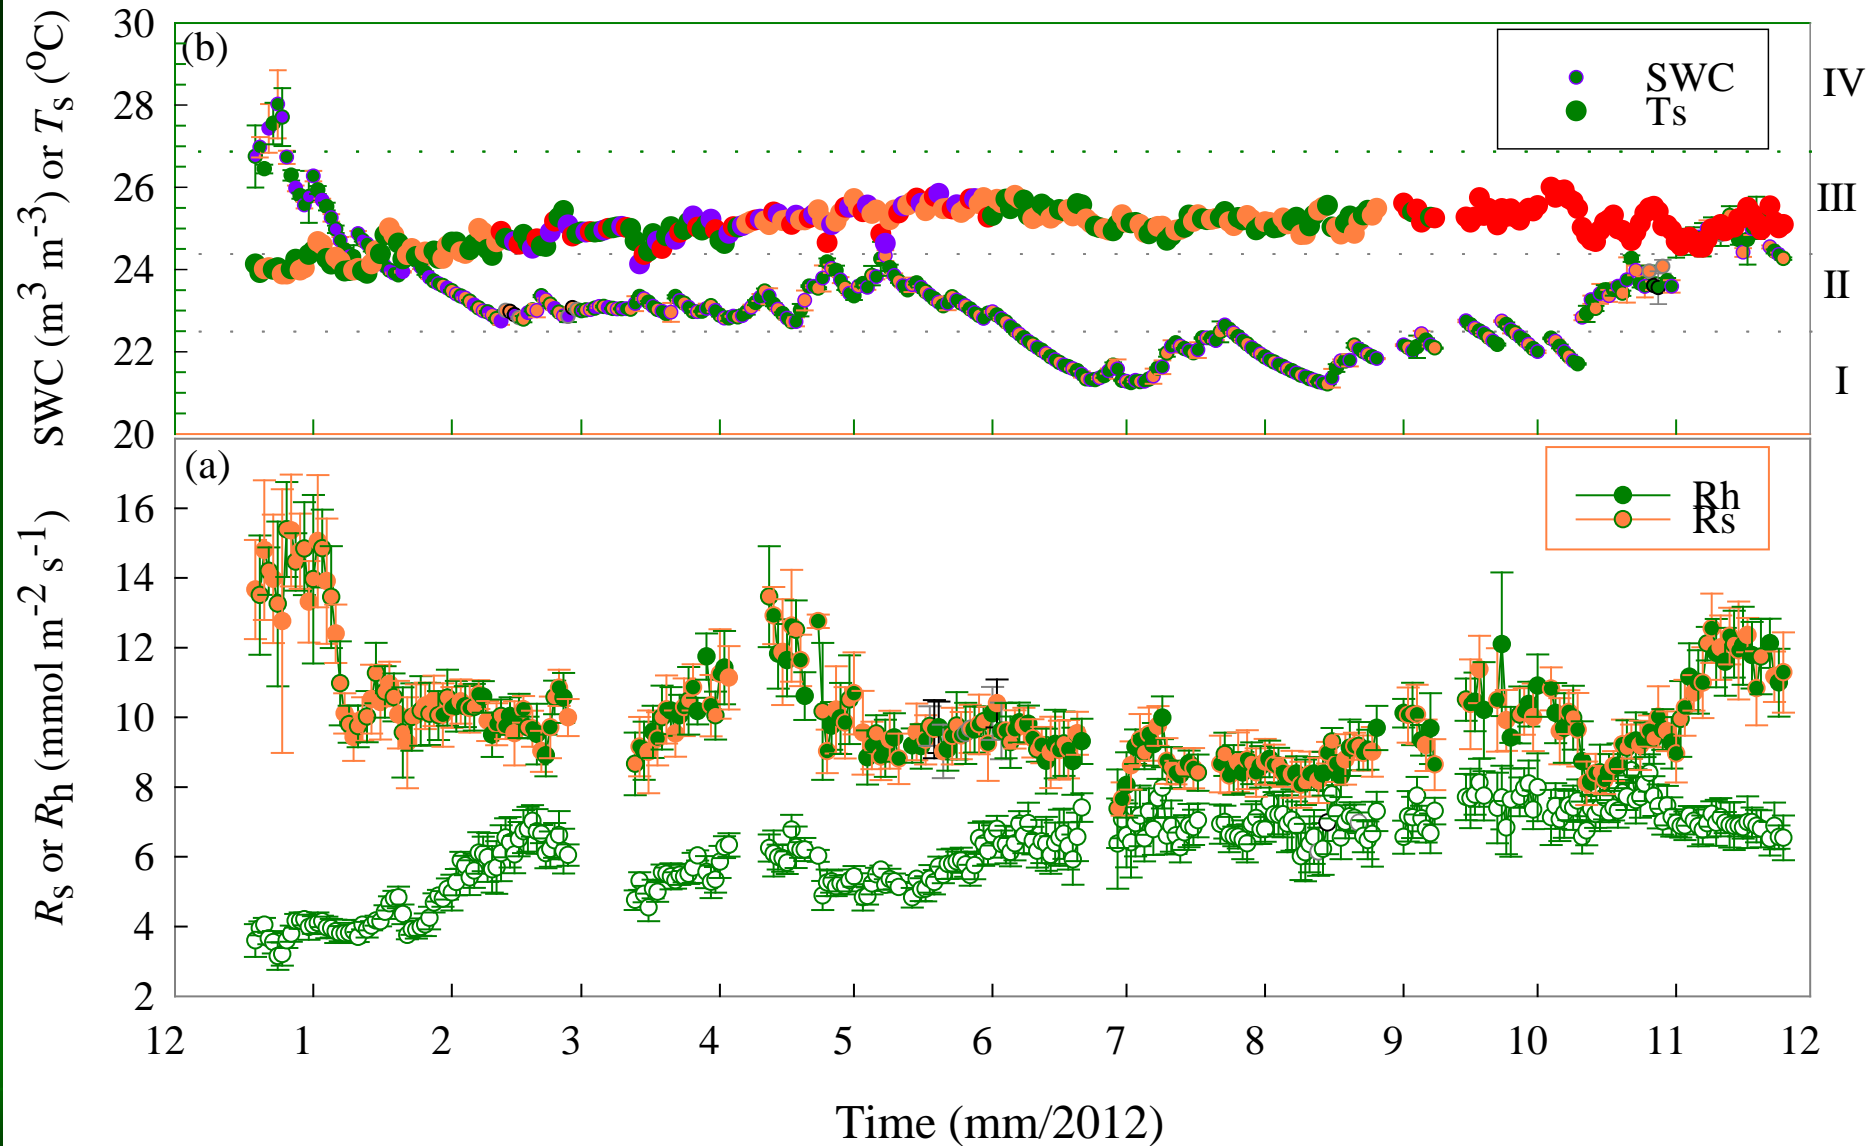 SWC (m3 m-3) or Ts (oC)
30
28
26
24
22
20
(b)
SWC
Ts
IV
III
II
I
Rs or Rh (mmol m-2 s-1)
16
14
12
10
8
6
4
2
(a)
Rh
Rs
12 1 2 3 4 5 6 7 8 9 10 11 12
Time (mm/2012)